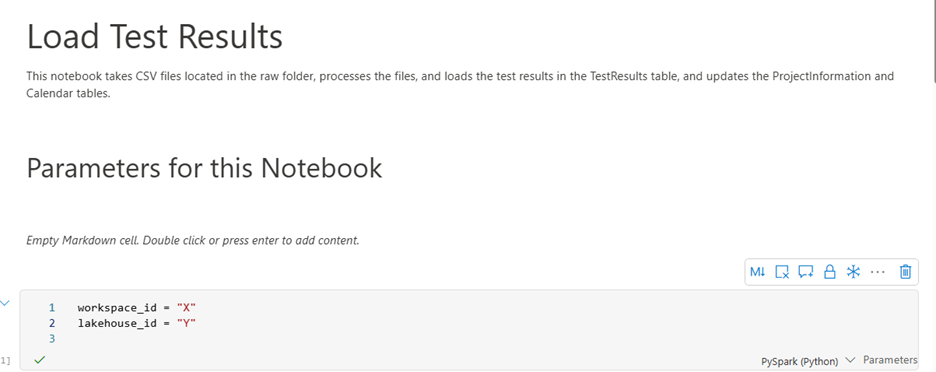 Load Test Results
This notebook takes CSV files located in the raw folder, processes the files, and loads the test results in the TestResults table, and updates the ProjectInformation and
Calendar tables.
Parameters for this Notebook
Empty Markdown cell. Double click or press enter to add content.
M↓
1 workspace_id = "X"
2 lakehouse_id = "Y"
3
1]
PySpark (Python) Parameters